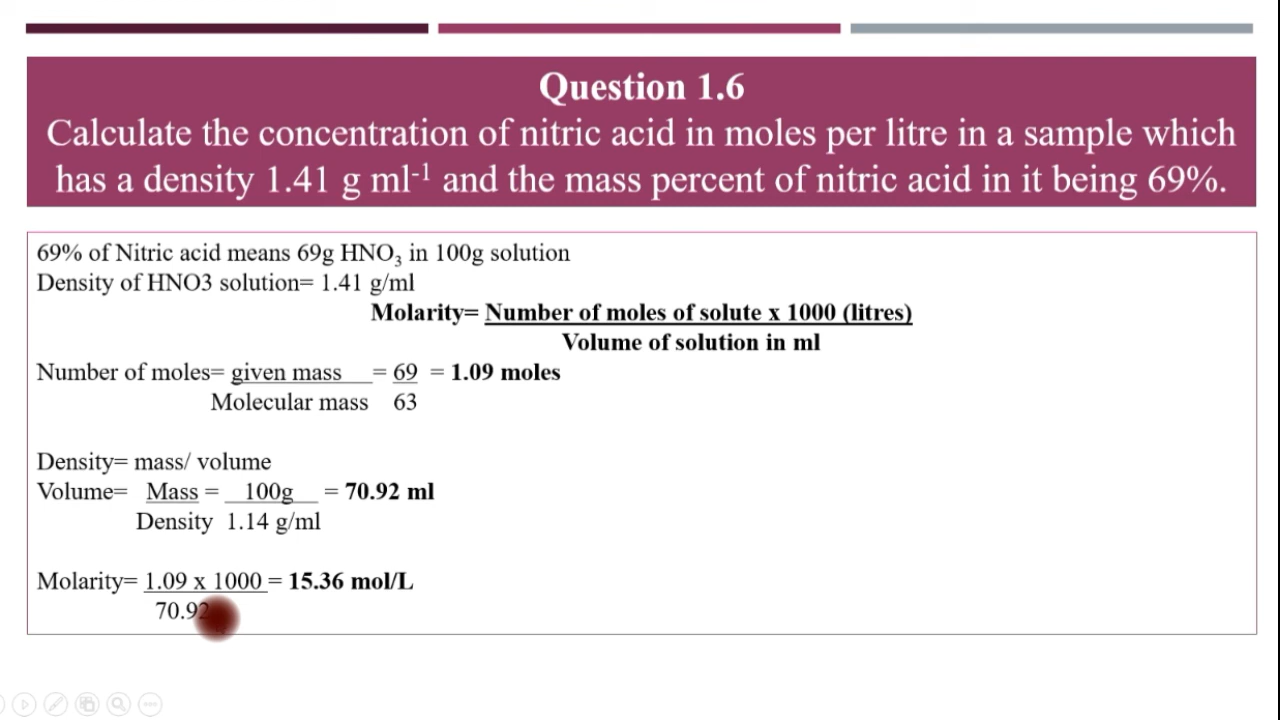 Question 1.6
Calculate the concentration of nitric acid in moles per litre in a sample which
has a density 1.41 g ml⁻¹ and the mass percent of nitric acid in it being 69%.
69% of Nitric acid means 69g HNO₃ in 100g solution
Density of HNO3 solution= 1.41 g/ml
Molarity= Number of moles of solute x 1000 (litres)
Volume of solution in ml
Number of moles= given mass = 69 = 1.09 moles
Molecular mass 63
Density= mass/ volume
Volume= Mass = 100g = 70.92 ml
Density 1.14 g/ml
Molarity= 1.09 x 1000 = 15.36 mol/L
70.92